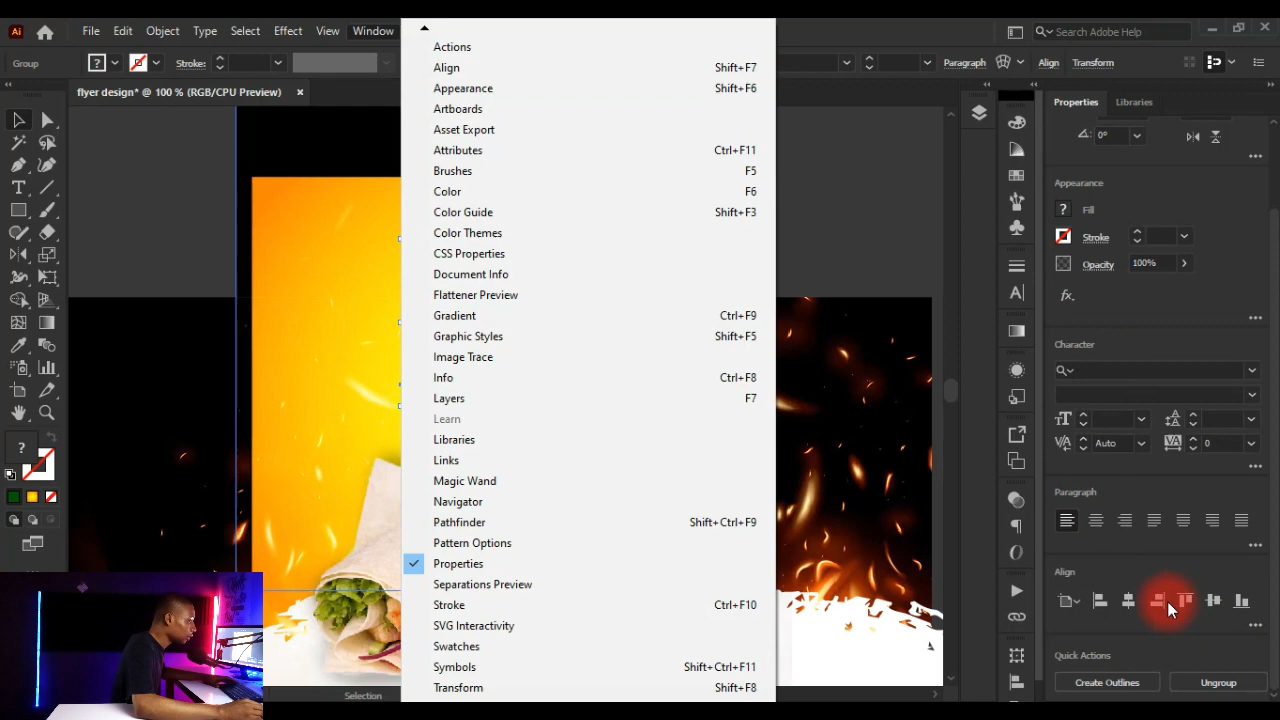 Ai File Edit Object Type Select Effect Window Search Adobe Help
Group ? Stroke: Paragraph Align Transform
flyer design* @ 100 % (RGB/CPU Preview) ×
Properties Libraries
0°
Appearance
? Fill
Stroke
Opacity 100%
fx.
Character
Auto 0
Paragraph
Align
Quick Actions
Create Outlines Ungroup
Actions
Align Shift+F7
Appearance Shift+F6
Artboards
Asset Export
Attributes Ctrl+F11
Brushes F5
Color F6
Color Guide Shift+F3
Color Themes
CSS Properties
Document Info
Flattener Preview
Gradient Ctrl+F9
Graphic Styles Shift+F5
Image Trace
Info Ctrl+F8
Layers F7
Learn
Libraries
Links
Magic Wand
Navigator
Pathfinder Shift+Ctrl+F9
Pattern Options
Properties
Separations Preview
Stroke Ctrl+F10
SVG Interactivity
Swatches
Symbols Shift+Ctrl+F11
Transform Shift+F8
?
Selection